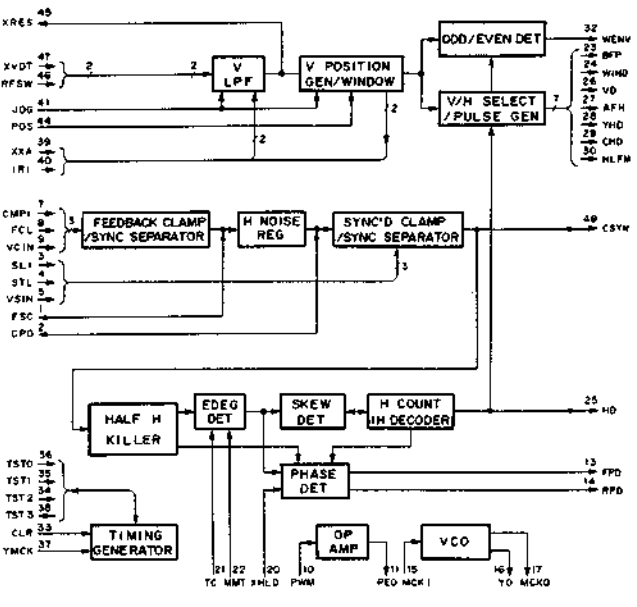 45
XRES
32
WENV
ODD/EVEN DET
23
BFP
47
XVDT
2
2
V
LPF
V POSITION
GEN/WINDOW
24
WIND
46
RFSW
26
VD
41
JOG
V/H SELECT
/PULSE GEN
7
27
AFH
44
POS
2
28
YHD
39
XXA
2
29
CHD
40
30
HLFM
7
CMPI
8
FCL
3
FEEDBACK CLAMP
/SYNC SEPARATOR
H NOISE
REG
SYNC'D CLAMP
/SYNC SEPARATOR
CSYN
9
VCIN
3
4
STL
3
5
VSIN
1
FSC
2
CPD
HALF H
KILLER
EDEG
DET
SKEW
DET
H COUNT
(H DECODER)
25
HD
36
TST0
35
TST1
34
TST2
38
TST3
PHASE
DET
13
FPD
14
RPD
33
CLR
37
YMCK
TIMING
GENERATOR
OP
AMP
VCO
21
TC
22
MMT
20
10
PWM
11
PEO
15
MCKI
16
YO
17
MCKO